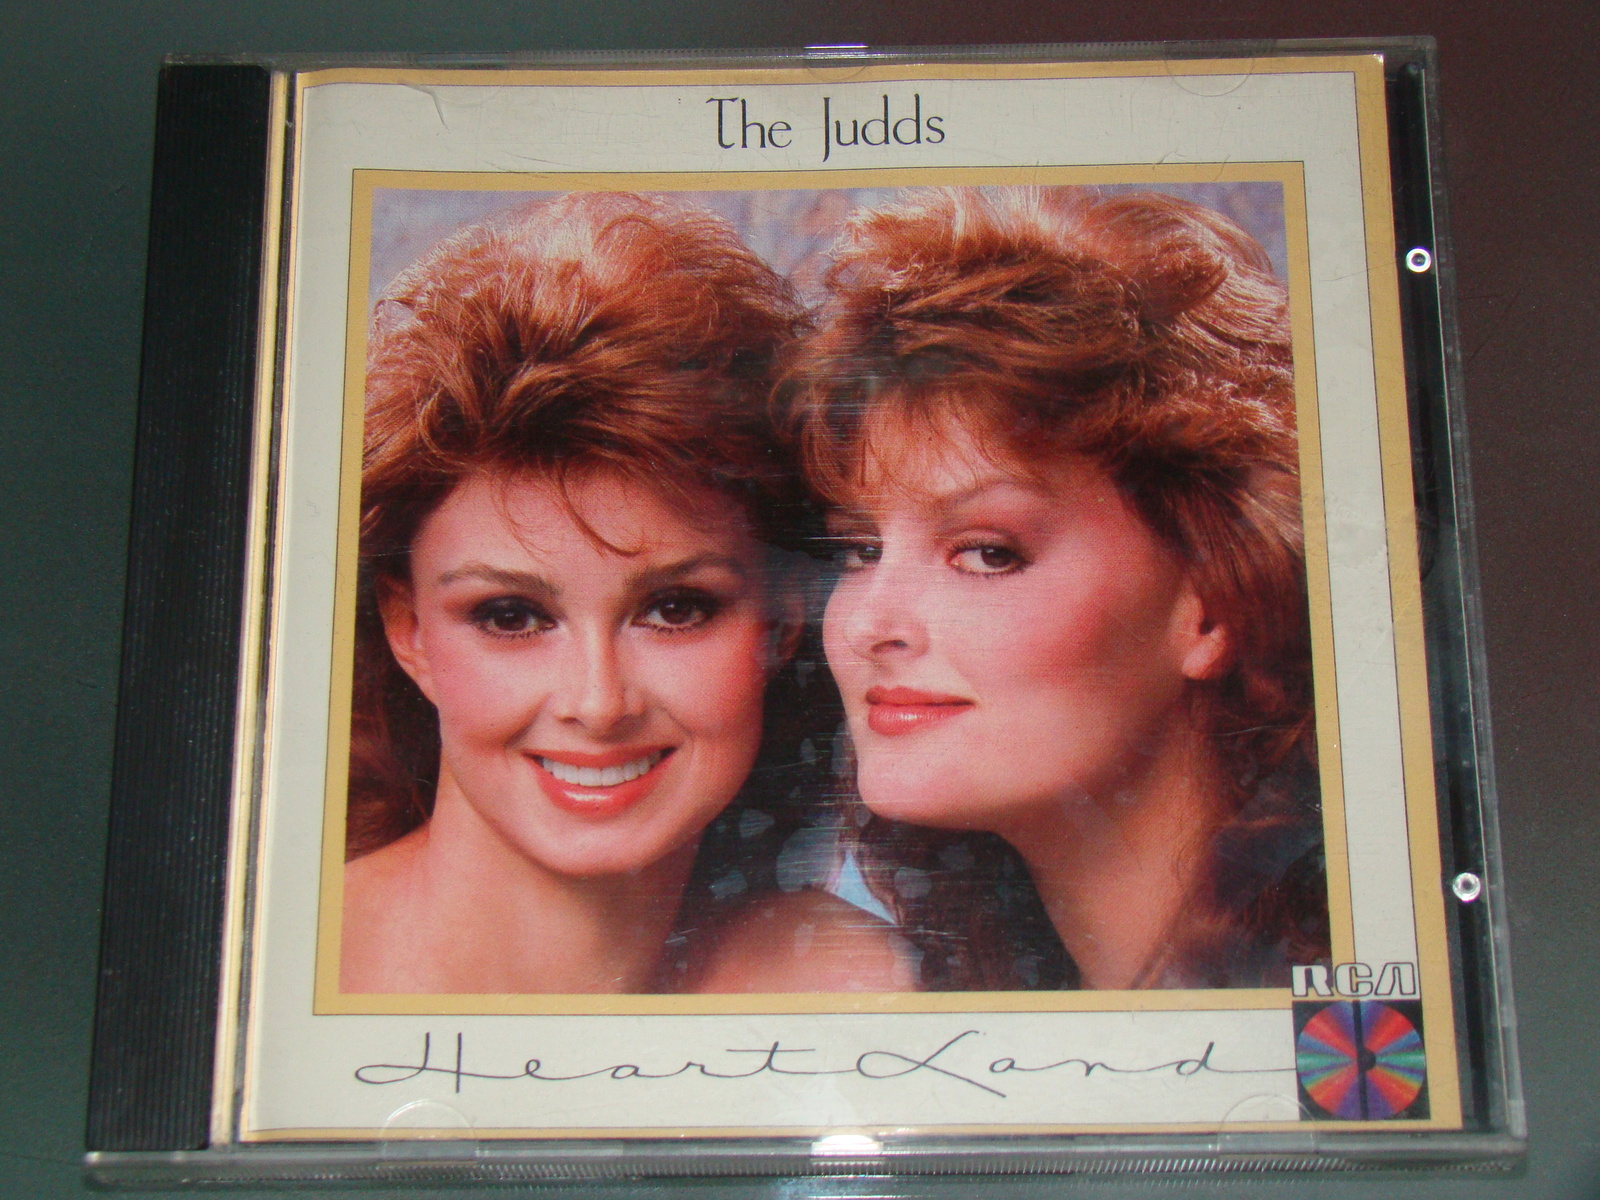 The Judds
Heart Land
RCA